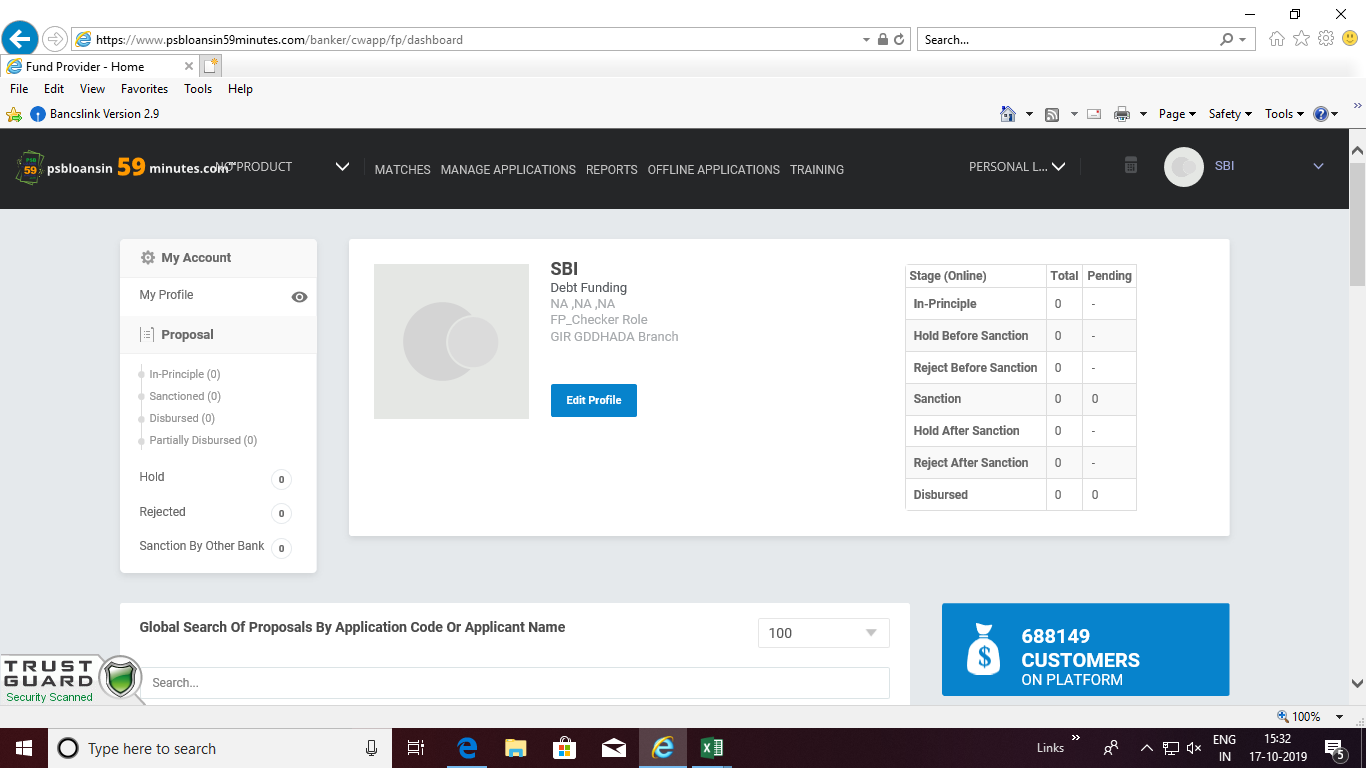 https://www.psbloansin59minutes.com/banker/cwapp/fp/dashboard
Search...
Fund Provider - Home
File Edit View Favorites Tools Help
Bancslink Version 2.9
Page Safety Tools
PSB
59
psbloansin 59 minutes.com™
NO PRODUCT
MATCHES MANAGE APPLICATIONS REPORTS OFFLINE APPLICATIONS TRAINING
PERSONAL L...
SBI
My Account
My Profile
Proposal
In-Principle (0)
Sanctioned (0)
Disbursed (0)
Partially Disbursed (0)
Hold 0
Rejected 0
Sanction By Other Bank 0
SBI
Debt Funding
NA ,NA ,NA
FP_Checker Role
GIR GDDHADA Branch
Edit Profile
Stage (Online) Total Pending
In-Principle 0 -
Hold Before Sanction 0 -
Reject Before Sanction 0 -
Sanction 0 0
Hold After Sanction 0 -
Reject After Sanction 0 -
Disbursed 0 0
Global Search Of Proposals By Application Code Or Applicant Name
100
Search...
688149
CUSTOMERS
ON PLATFORM
TRUST
GUARD
Security Scanned
100%
Type here to search
Links
ENG
IN
15:32
17-10-2019
5